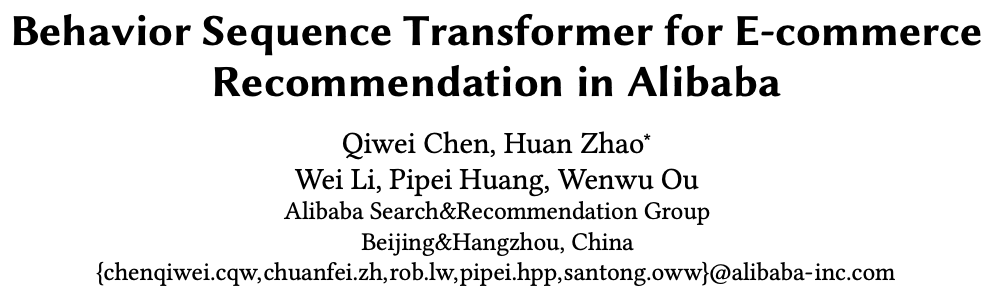 Behavior Sequence Transformer for E-commerce
Recommendation in Alibaba
Qiwei Chen, Huan Zhao*
Wei Li, Pipei Huang, Wenwu Ou
Alibaba Search&Recommendation Group
Beijing&Hangzhou, China
{chenqiwei.cqw,chuanfei.zh,rob.lw,pipei.hpp,santong.oww}@alibaba-inc.com